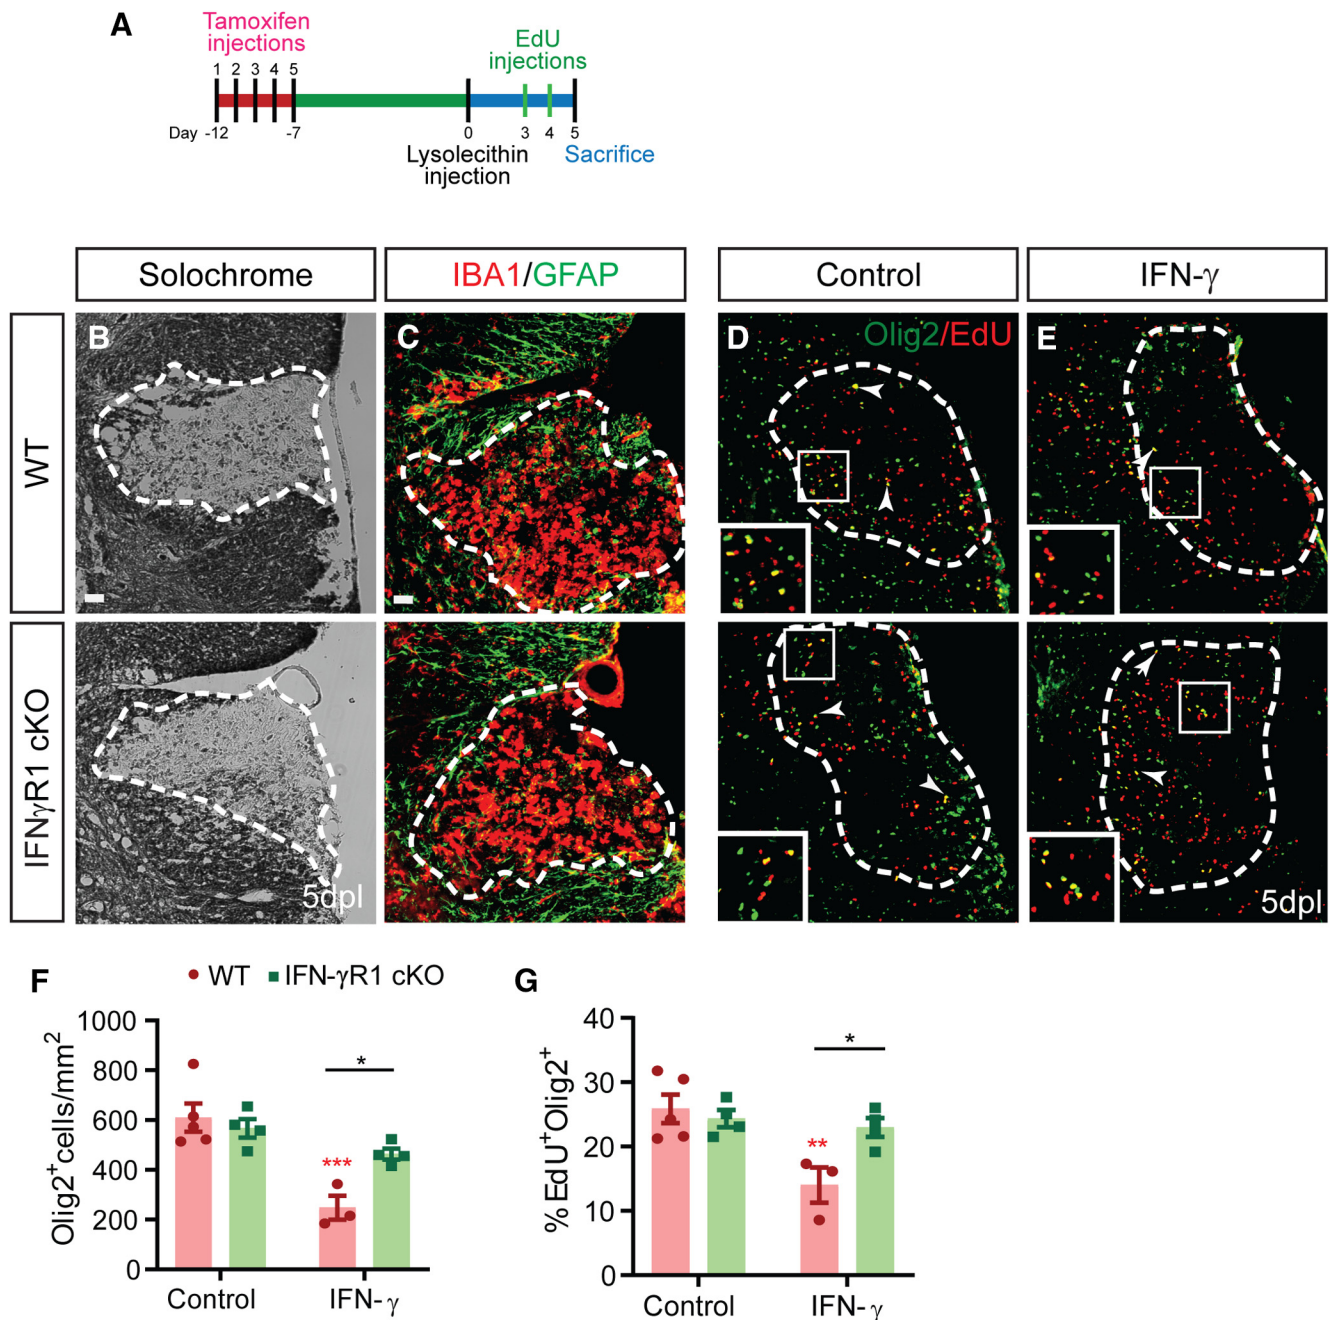 A
Tamoxifen
injections
EdU
injections
1 2 3 4 5
Day -12 -7 0 3 4 5
Lysolecithin
injection
Sacrifice
Solochrome
IBA1/GFAP
Control
IFN-γ
WT
B
C
D
Olig2/EdU
E
IFNγR1 cKO
5dpl
5dpl
F
WT
IFN-γR1 cKO
Olig2+cells/mm2
1000
800
600
400
200
0
***
*
Control
IFN-γ
G
% EdU+Olig2+
40
30
20
10
0
**
*
Control
IFN-γ